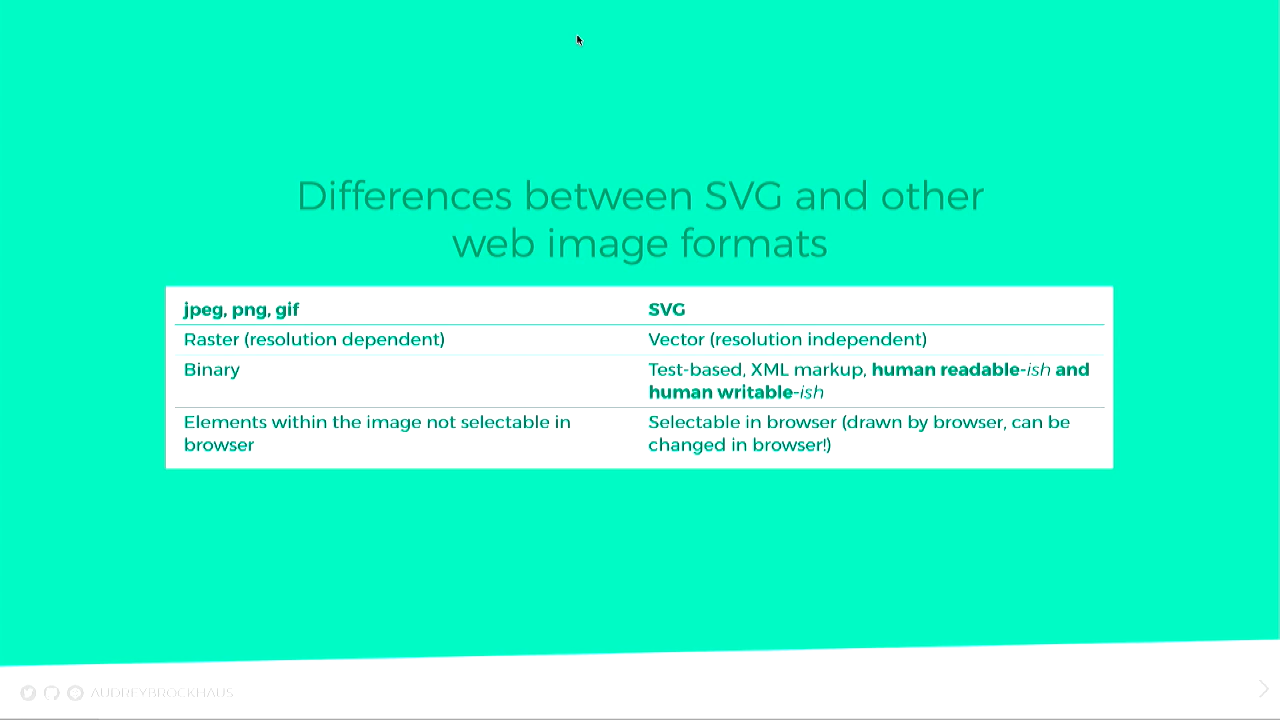 Differences between SVG and other
web image formats
jpeg, png, gif
SVG
Raster (resolution dependent)
Vector (resolution independent)
Binary
Test-based, XML markup, human readable-ish and
human writable-ish
Elements within the image not selectable in
browser
Selectable in browser (drawn by browser, can be
changed in browser!)
AUDREYBROCKHAUS